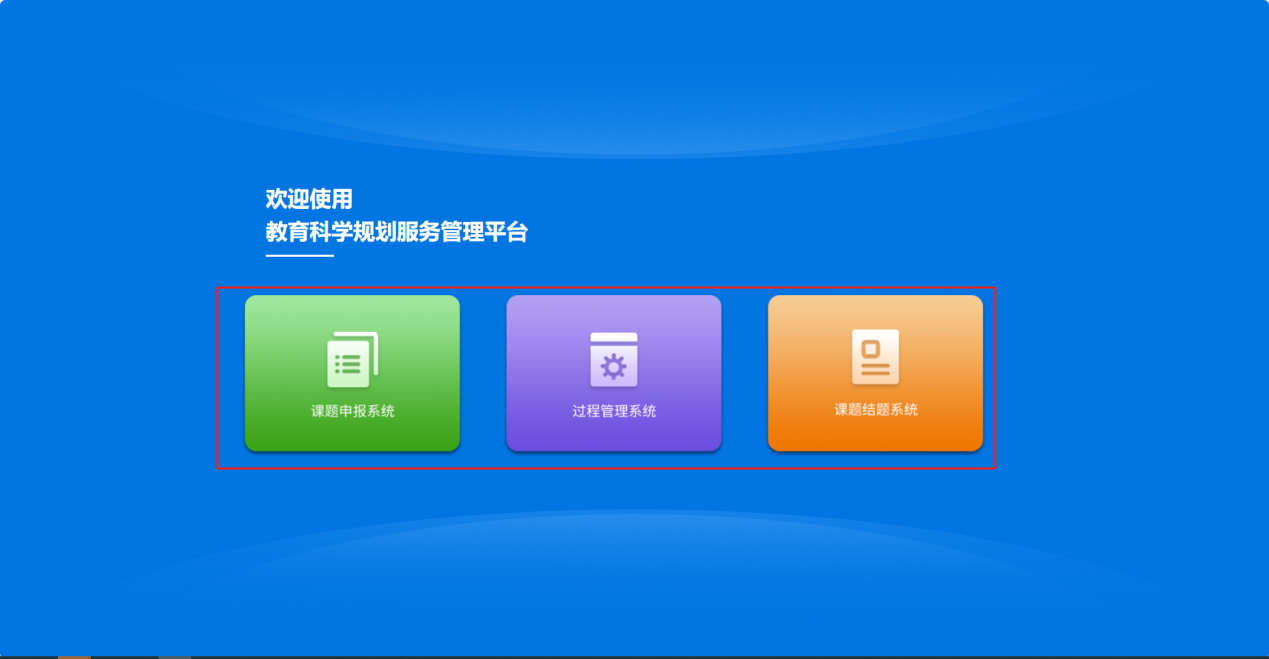 欢迎使用
教育科学规划服务管理平台
课题申报系统
过程管理系统
课题结题系统